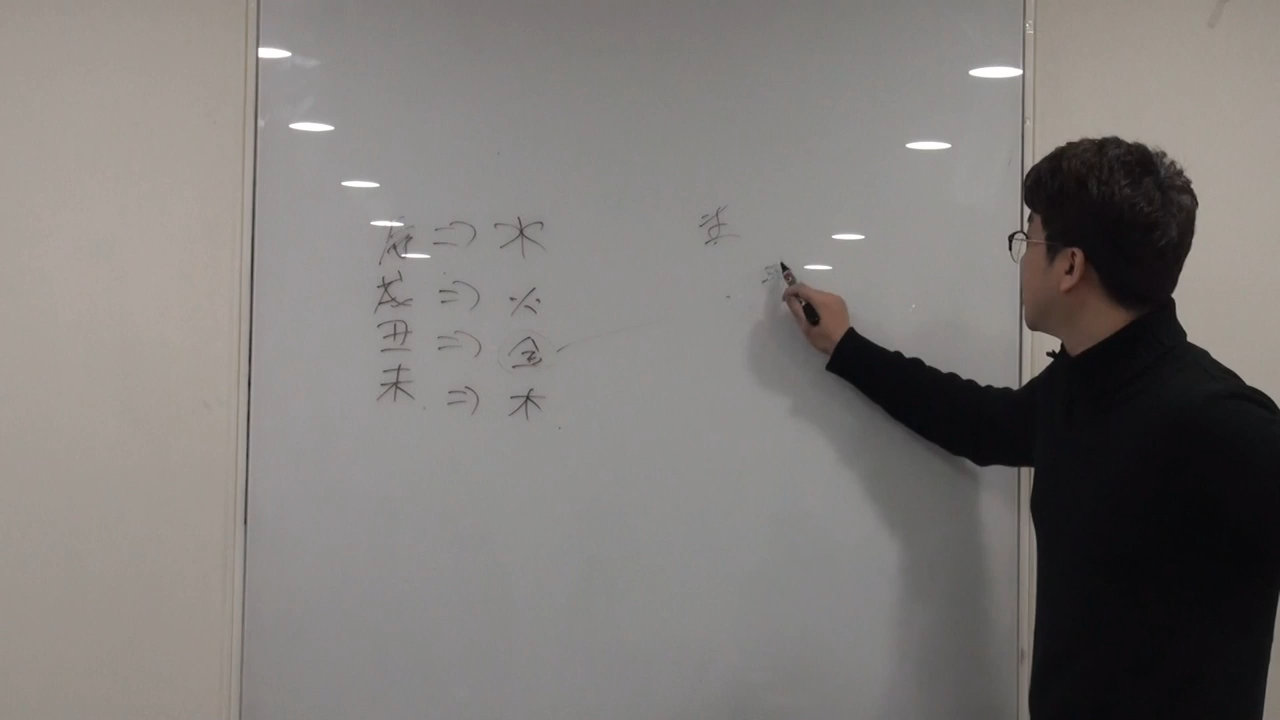 辰 ⇒ 水
戌 ⇒ 火
丑 ⇒ 金
未 ⇒ 木